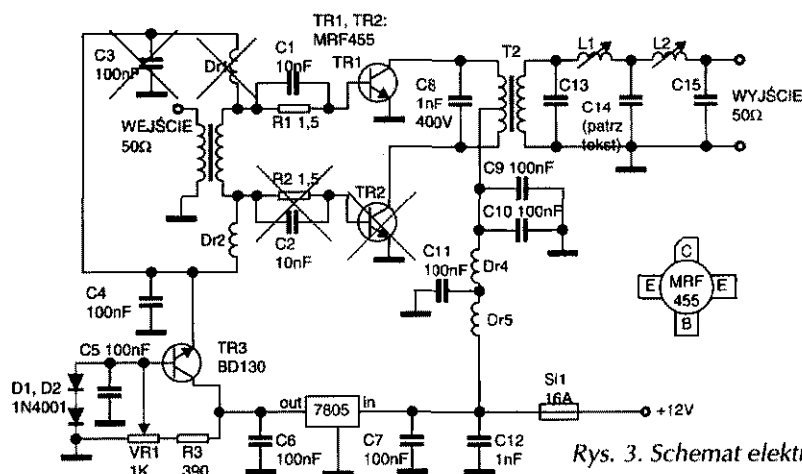 TR1, TR2:
MRF455
C3
100nF
Dr1
C1
10nF
TR1
R1 1,5
WEJŚCIE
50Ω
R2 1,5
TR2
C2
10nF
Dr2
C4
100nF
T2
L1
L2
C8
1nF
400V
C13
C14
(patrz
tekst)
C15
WYJŚCIE
50Ω
C9 100nF
C10 100nF
C11
100nF
Dr4
Dr5
C
E
MRF
455
E
B
TR3
BD130
C5 100nF
D1, D2
1N4001
VR1
1K
R3
390
out
7805
in
C6
100nF
C7
100nF
C12
1nF
SI1
16A
+12V
Rys. 3. Schemat elektr